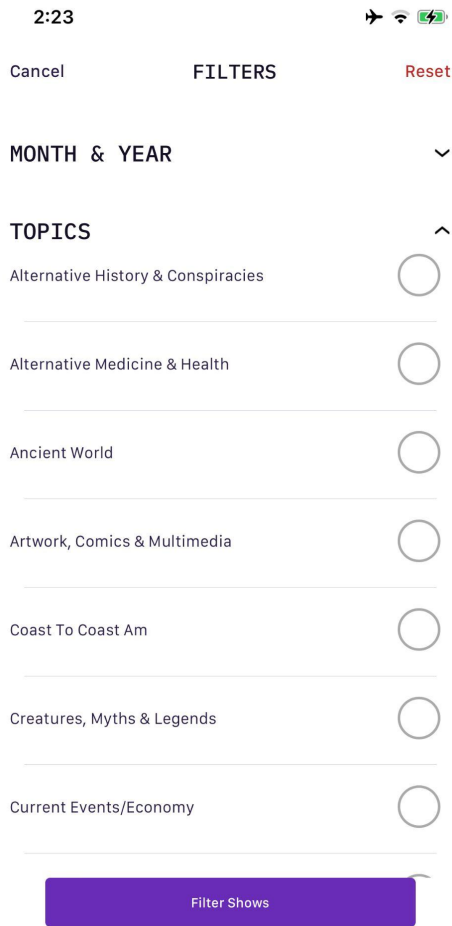 2:23
Cancel FILTERS Reset
MONTH & YEAR
TOPICS
Alternative History & Conspiracies
Alternative Medicine & Health
Ancient World
Artwork, Comics & Multimedia
Coast To Coast Am
Creatures, Myths & Legends
Current Events/Economy
Filter Shows